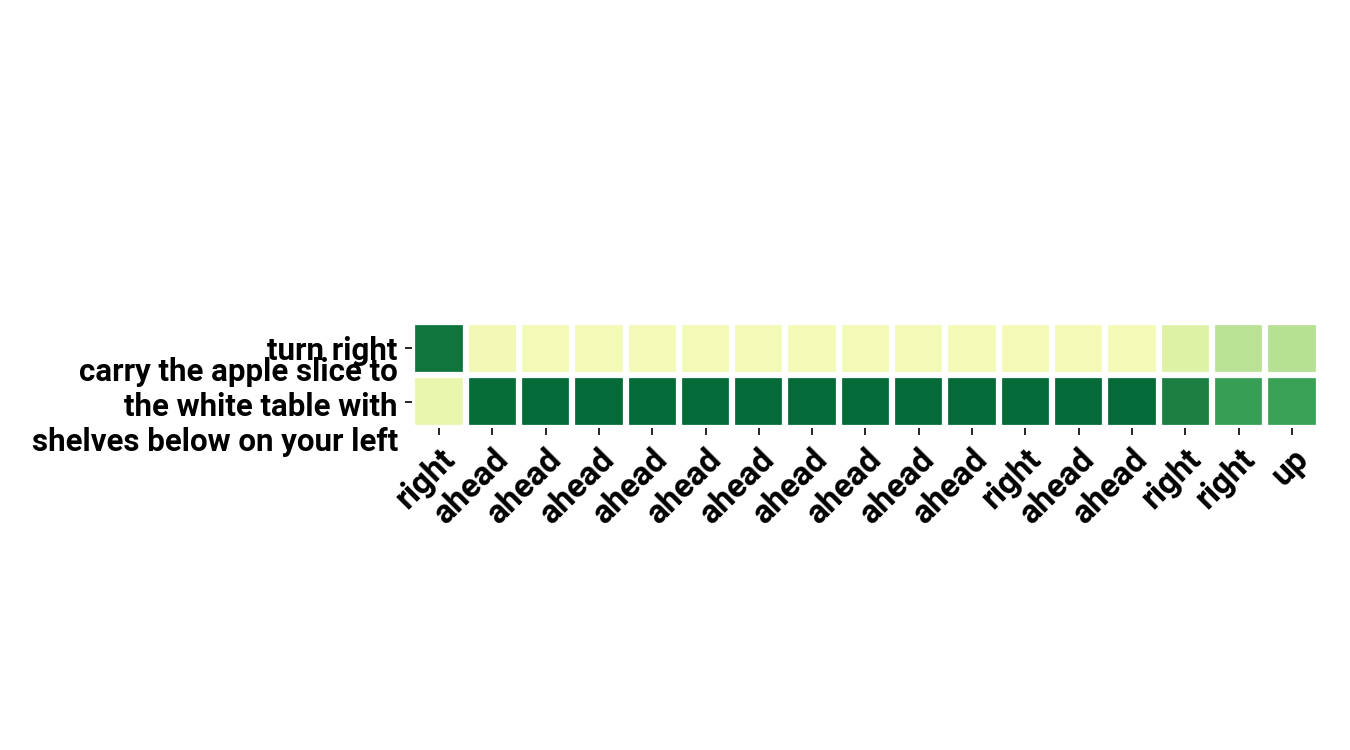 turn right
carry the apple slice to
the white table with
shelves below on your left
right
ahead
ahead
ahead
ahead
ahead
ahead
ahead
ahead
ahead
ahead
right
ahead
ahead
right
right
up